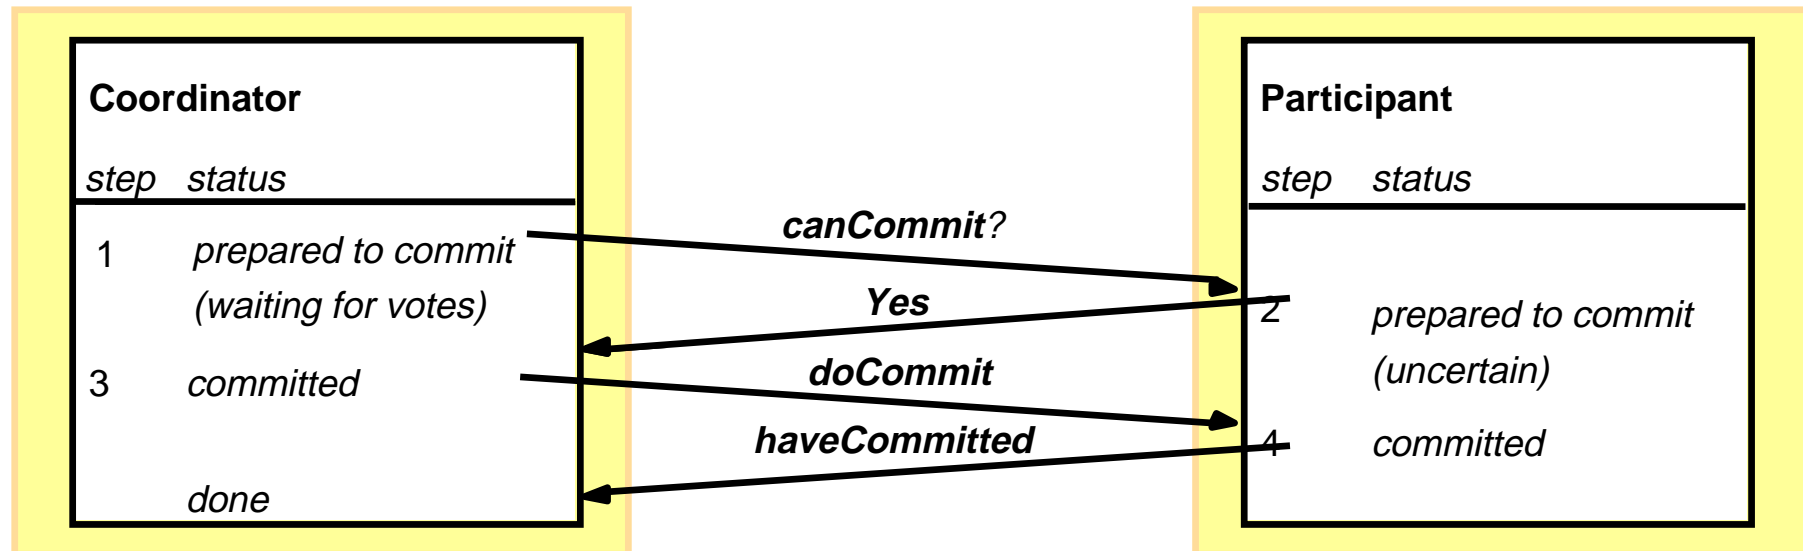 Coordinator
step status
1 prepared to commit
(waiting for votes)
3 committed
done
canCommit?
Yes
doCommit
haveCommitted
Participant
step status
2 prepared to commit
(uncertain)
4 committed